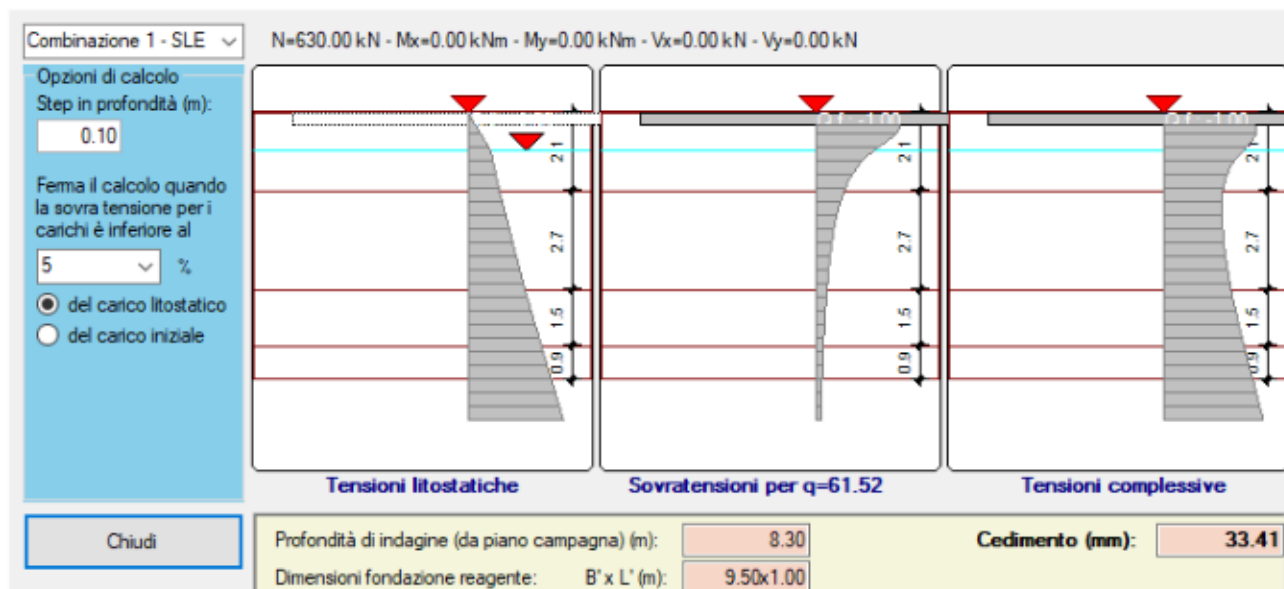 Combinazione 1 - SLE
N=630.00 kN - Mx=0.00 kNm - My=0.00 kNm - Vx=0.00 kN - Vy=0.00 kN
Opzioni di calcolo
Step in profondità (m):
0.10
Ferma il calcolo quando
la sovra tensione per i
carichi è inferiore al
5 %
del carico litostatico
del carico iniziale
Chiudi
2.1
2.7
1.5
0.9
Tensioni litostatiche
-1.00
2.1
2.7
1.5
0.9
Sovratensioni per q=61.52
-1.00
2.1
2.7
1.5
0.9
Tensioni complessive
Profondità di indagine (da piano campagna) (m): 8.30
Cedimento (mm): 33.41
Dimensioni fondazione reagente: B' x L' (m): 9.50x1.00